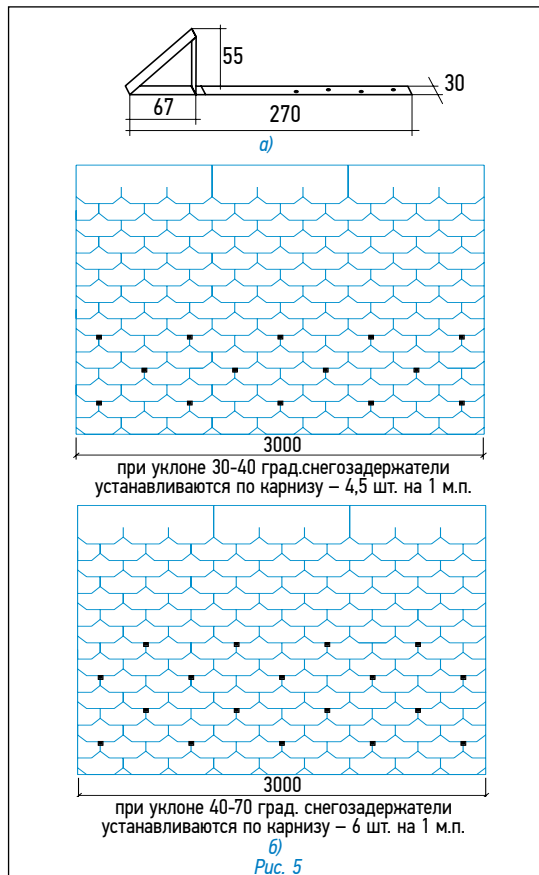 55
30
67
270
а)
3000
при уклоне 30-40 град.снегозадержатели
устанавливаются по карнизу – 4,5 шт. на 1 м.п.
3000
при уклоне 40-70 град. снегозадержатели
устанавливаются по карнизу – 6 шт. на 1 м.п.
б)
Рис. 5